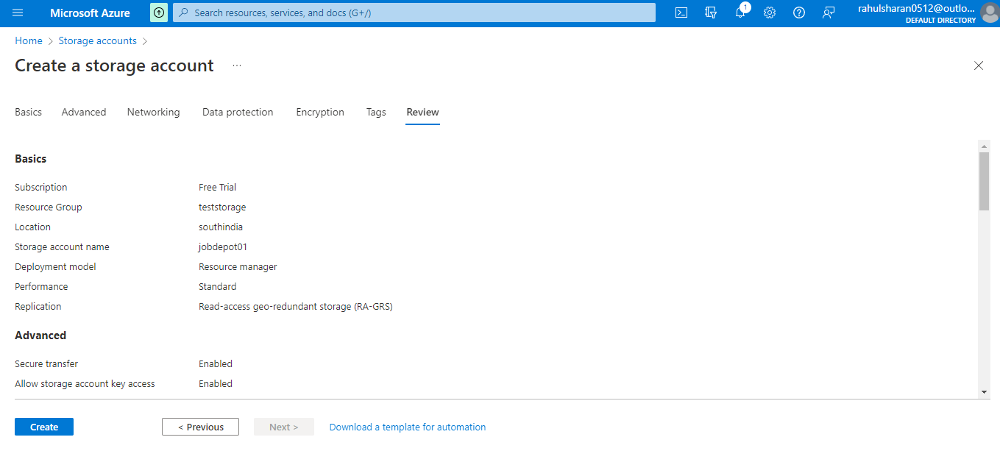 Microsoft Azure
Search resources, services, and docs (G+/)
1
rahulsharan0512@outlo...
DEFAULT DIRECTORY
Home > Storage accounts >
Create a storage account ...
Basics Advanced Networking Data protection Encryption Tags Review
Basics
Subscription Free Trial
Resource Group teststorage
Location southindia
Storage account name jobdepot01
Deployment model Resource manager
Performance Standard
Replication Read-access geo-redundant storage (RA-GRS)
Advanced
Secure transfer Enabled
Allow storage account key access Enabled
Create < Previous Next > Download a template for automation